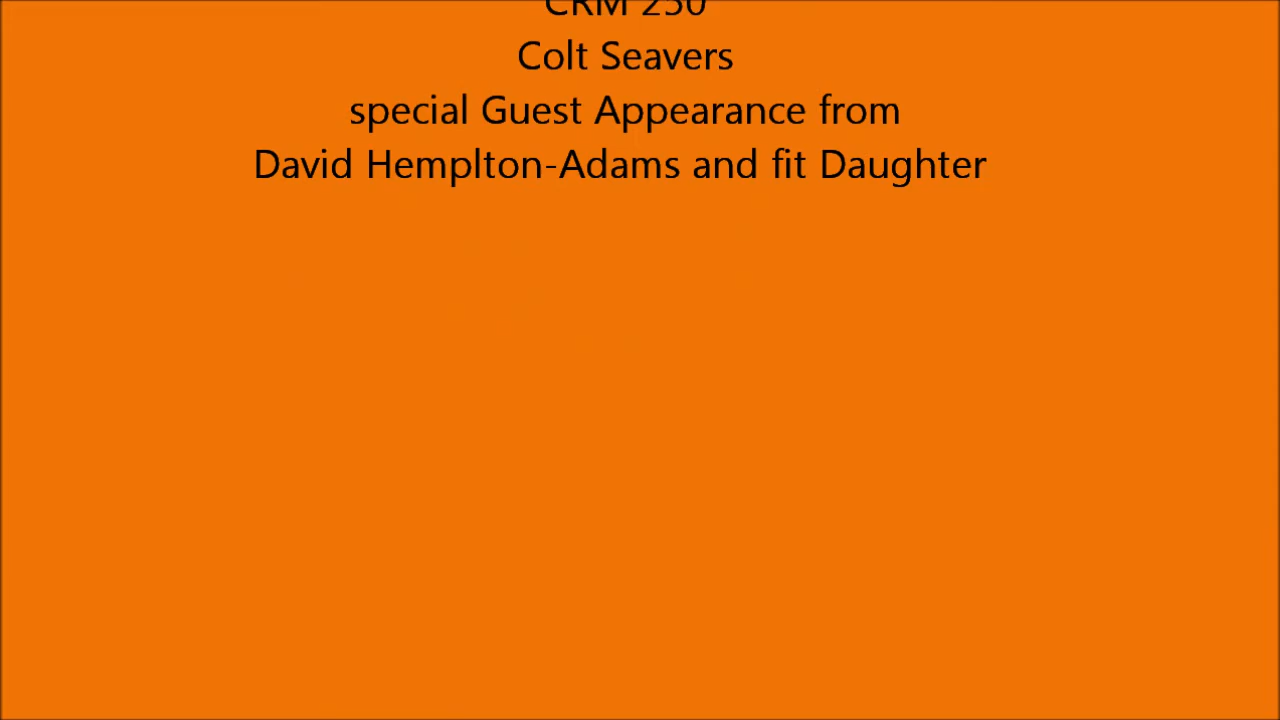 CRM 250
Colt Seavers
special Guest Appearance from
David Hemplton-Adams and fit Daughter